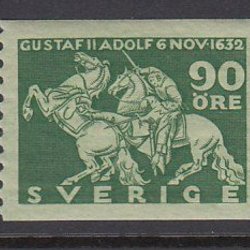 GUSTAF II ADOLF 6 NOV. 1632
90
ÖRE
SVERIGE